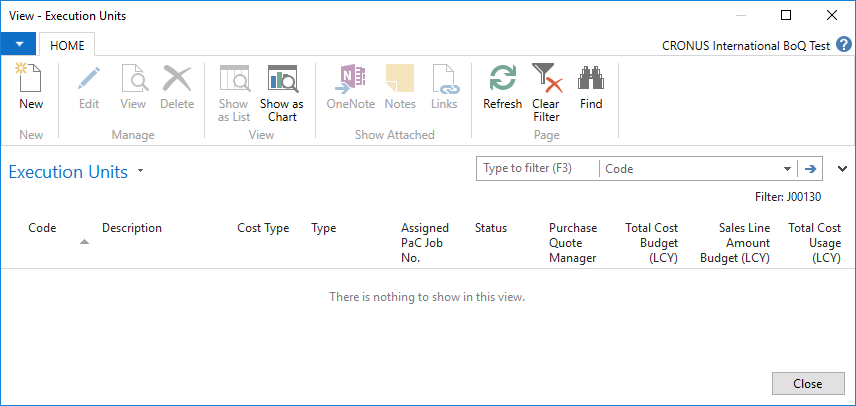 View - Execution Units
HOME
CRONUS International BoQ Test
New
Edit
View
Delete
Show as List
Show as Chart
OneNote
Notes
Links
Refresh
Clear Filter
Find
New
Manage
View
Show Attached
Page
Execution Units
Type to filter (F3)
Code
Filter: J00130
Code
Description
Cost Type
Type
Assigned PaC Job No.
Status
Purchase Quote Manager
Total Cost Budget (LCY)
Sales Line Amount Budget (LCY)
Total Cost Usage (LCY)
There is nothing to show in this view.
Close